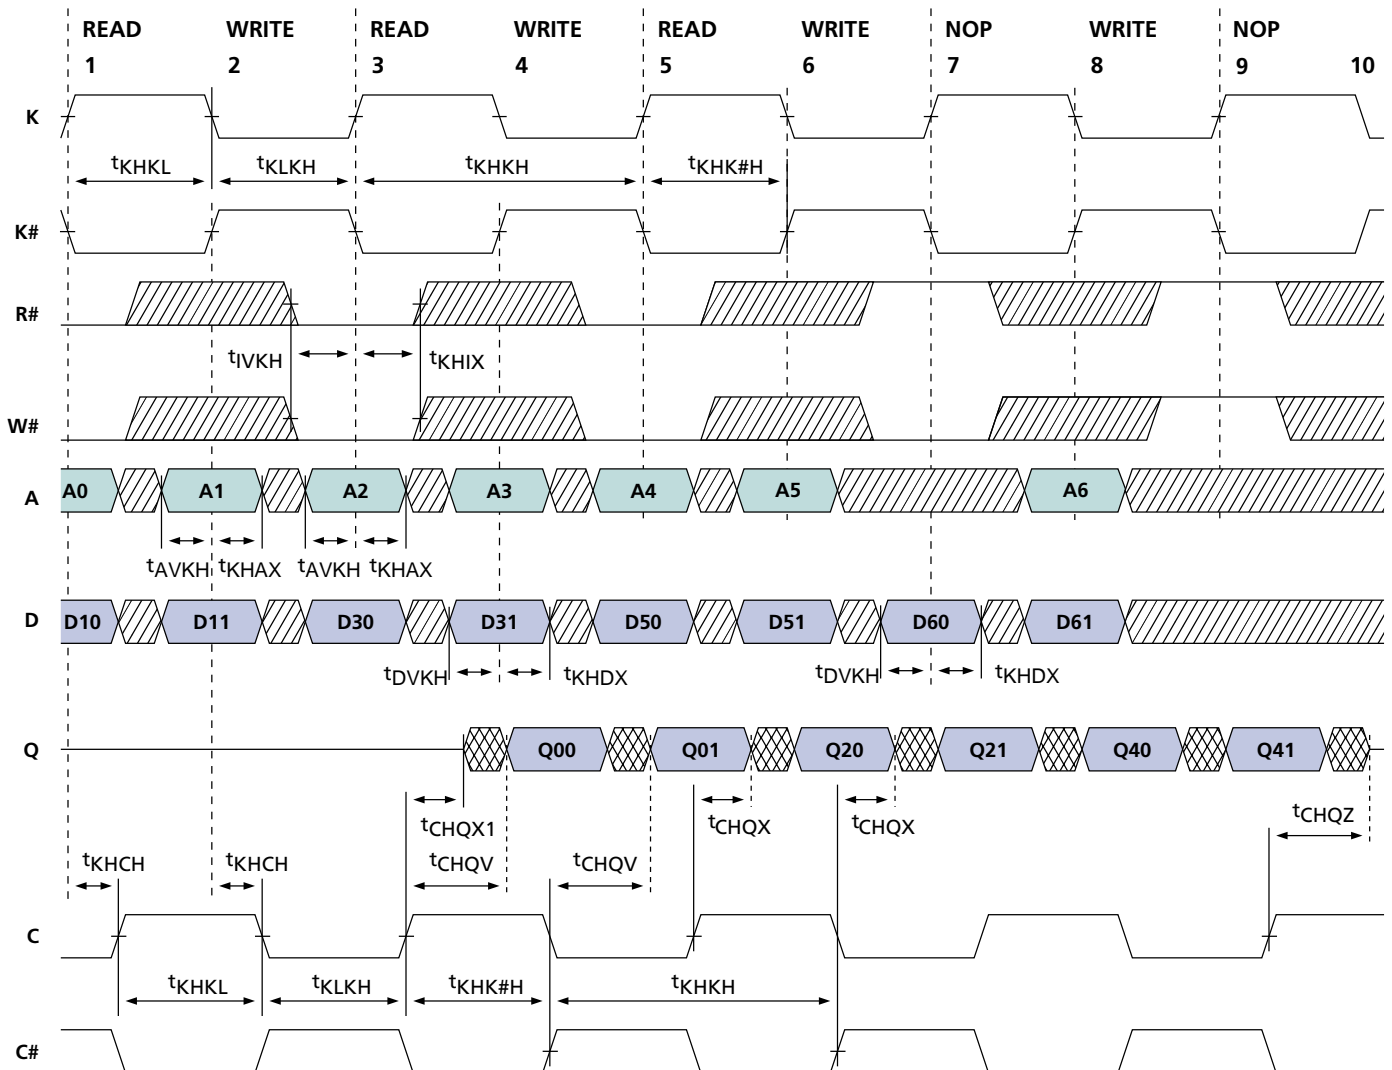 READ WRITE READ WRITE READ WRITE NOP WRITE NOP
1 2 3 4 5 6 7 8 9 10
K
tKHKL tKLKH tKHKH tKHK#H
K#
R#
tIVKH tKHIX
W#
A A0 A1 A2 A3 A4 A5 A6
tAVKH tKHAX tAVKH tKHAX
D D10 D11 D30 D31 D50 D51 D60 D61
tDVKH tKHDX tDVKH tKHDX
Q Q00 Q01 Q20 Q21 Q40 Q41
tCHQX1 tCHQX tCHQX tCHQZ
tKHCH tKHCH tCHQV tCHQV
C
tKHKL tKLKH tKHK#H tKHKH
C#